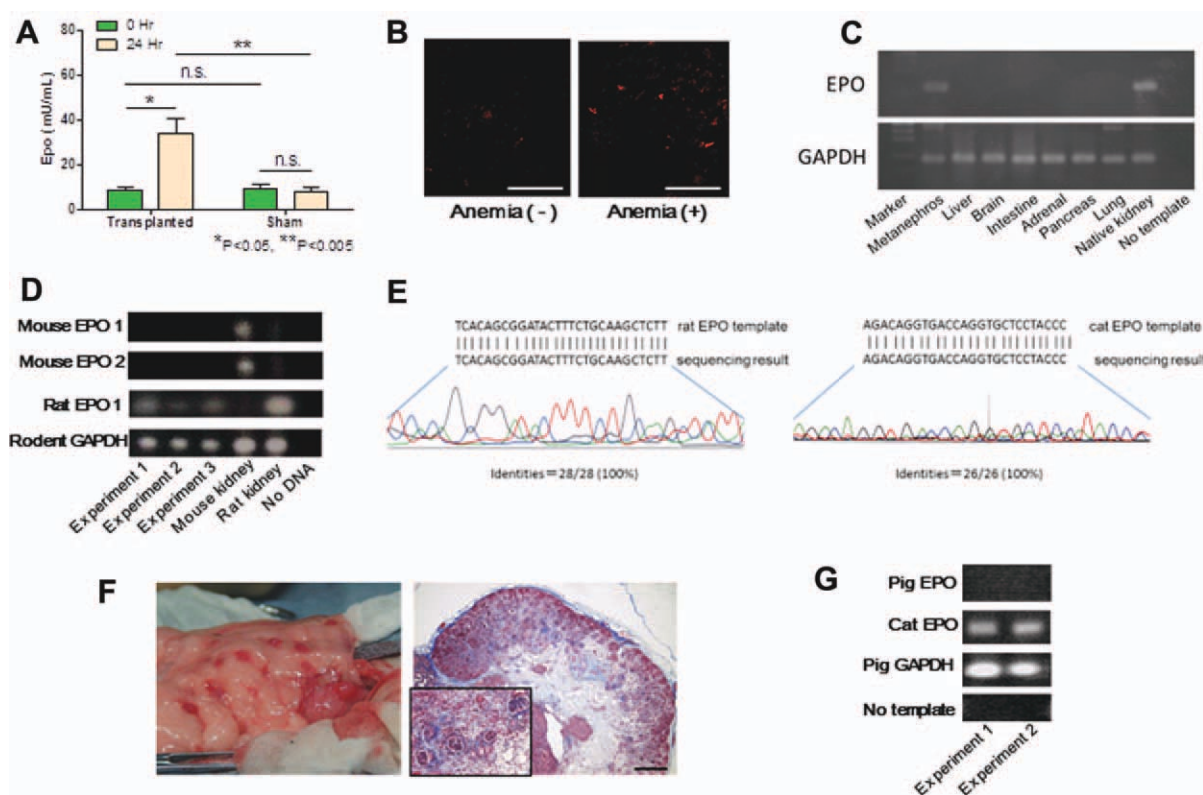 A
0 Hr
24 Hr
**
n.s.
*
n.s.
Epo ( mU/mL)
80
60
40
20
0
Transplanted
Sham
*P<0.05, **P<0.005
B
Anemia ( - )
Anemia (+)
C
EPO
GAPDH
Marker
Metanephros
Liver
Brain
Intestine
Adrenal
Pancreas
Lung
Native kidney
No template
D
Mouse EPO 1
Mouse EPO 2
Rat EPO 1
Rodent GAPDH
Experiment 1
Experiment 2
Experiment 3
Mouse kidney
Rat kidney
No DNA
E
TCACAGCGGATACTTTCTGCAAGCTCTT rat EPO template
TCACAGCGGATACTTTCTGCAAGCTCTT sequencing result
Identities = 28/28 (100%)
AGACAGGTGACCAGGTGCTCCTACCC cat EPO template
AGACAGGTGACCAGGTGCTCCTACCC sequencing result
Identities = 26/26 (100%)
F
G
Pig EPO
Cat EPO
Pig GAPDH
No template
Experiment 1
Experiment 2